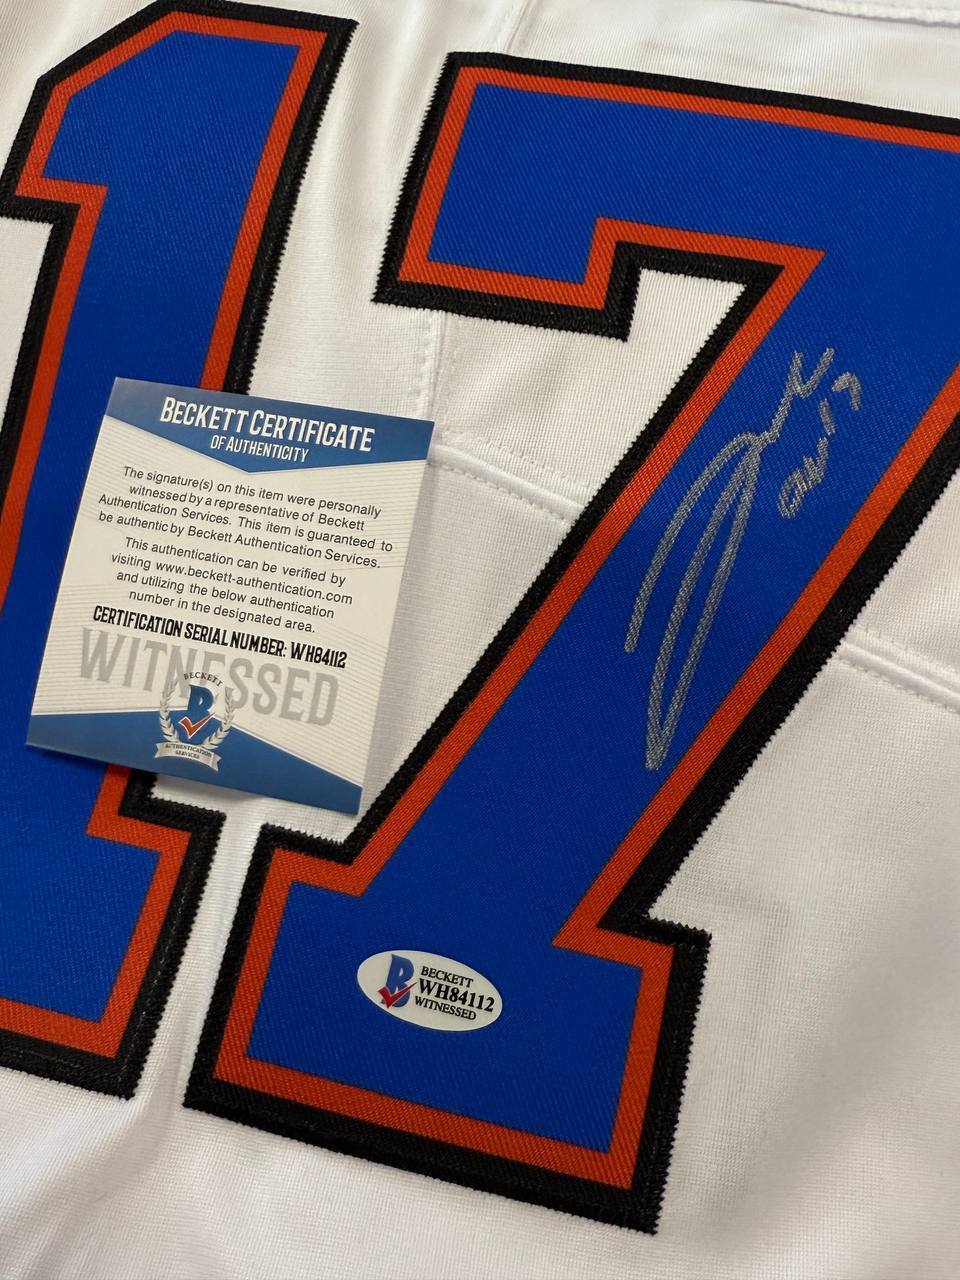 17
BECKETT CERTIFICATE
OF AUTHENTICITY
The signature(s) on this item were personally
witnessed by a representative of Beckett
Authentication Services. This item is guaranteed to
be authentic by Beckett Authentication Services.
This authentication can be verified by
visiting www.beckett-authentication.com
and utilizing the below authentication
number in the designated area.
CERTIFICATION SERIAL NUMBER: WH84112
WITNESSED
BECKETT
B
AUTHENTICATION
SERVICES
B
BECKETT
WH84112
WITNESSED